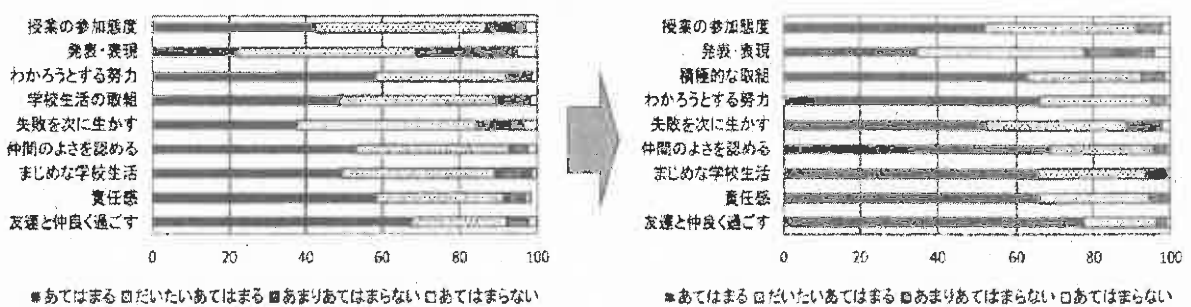 授業の参加態度
発表・表現
わかろうとする努力
学校生活の取組
失敗を次に生かす
仲間のよさを認める
まじめな学校生活
責任感
友達と仲良く過ごす
0 20 40 60 80 100
■あてはまる □だいたいあてはまる ■あまりあてはまらない □あてはまらない
授業の参加態度
発表・表現
積極的な取組
わかろうとする努力
失敗を次に生かす
仲間のよさを認める
まじめな学校生活
責任感
友達と仲良く過ごす
0 20 40 60 80 100
■あてはまる □だいたいあてはまる ■あまりあてはまらない □あてはまらない